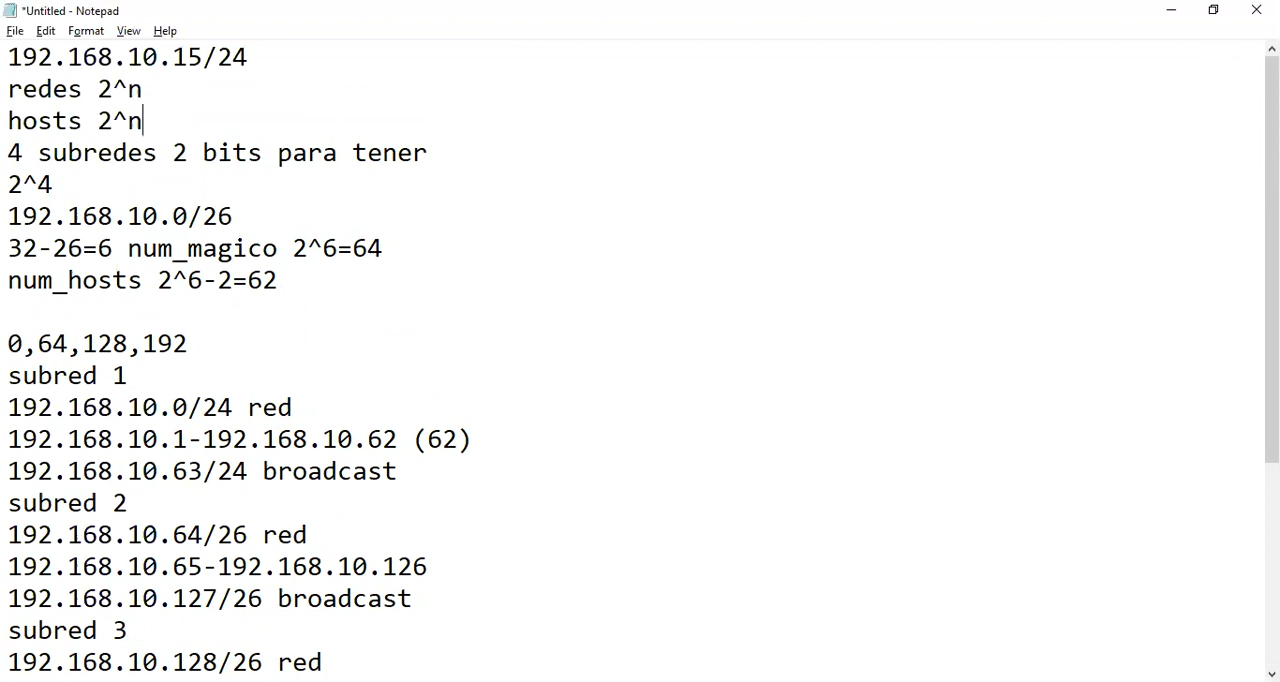 *Untitled - Notepad
File Edit Format View Help
192.168.10.15/24
redes 2^n
hosts 2^n
4 subredes 2 bits para tener
2^4
192.168.10.0/26
32-26=6 num_magico 2^6=64
num_hosts 2^6-2=62
0,64,128,192
subred 1
192.168.10.0/24 red
192.168.10.1-192.168.10.62 (62)
192.168.10.63/24 broadcast
subred 2
192.168.10.64/26 red
192.168.10.65-192.168.10.126
192.168.10.127/26 broadcast
subred 3
192.168.10.128/26 red